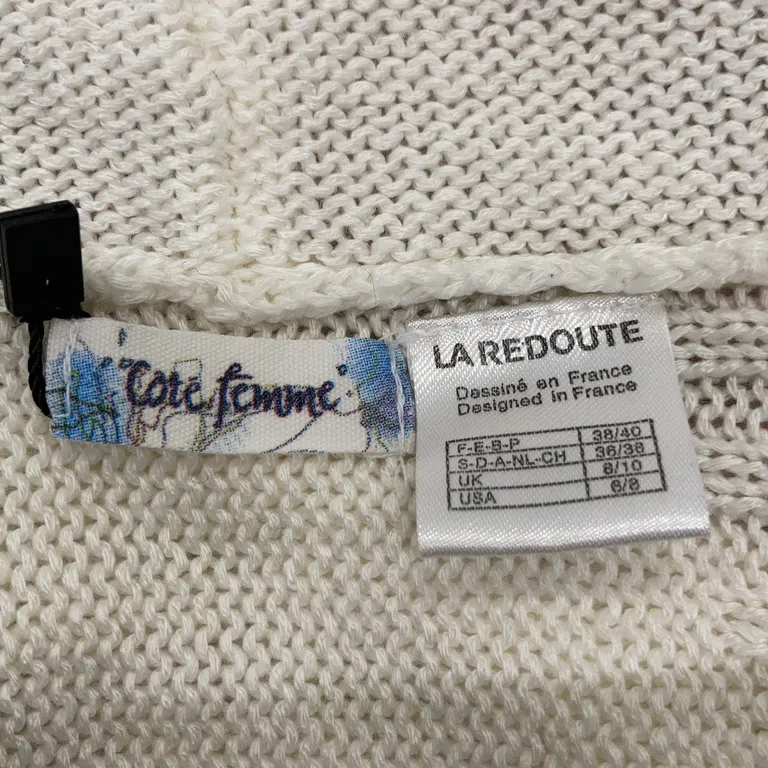 "Coté femme"
LA REDOUTE
Dessiné en France
Designed in France
F-E-B-P 38/40
S-D-A-NL-CH 36/38
UK 8/10
USA 6/8